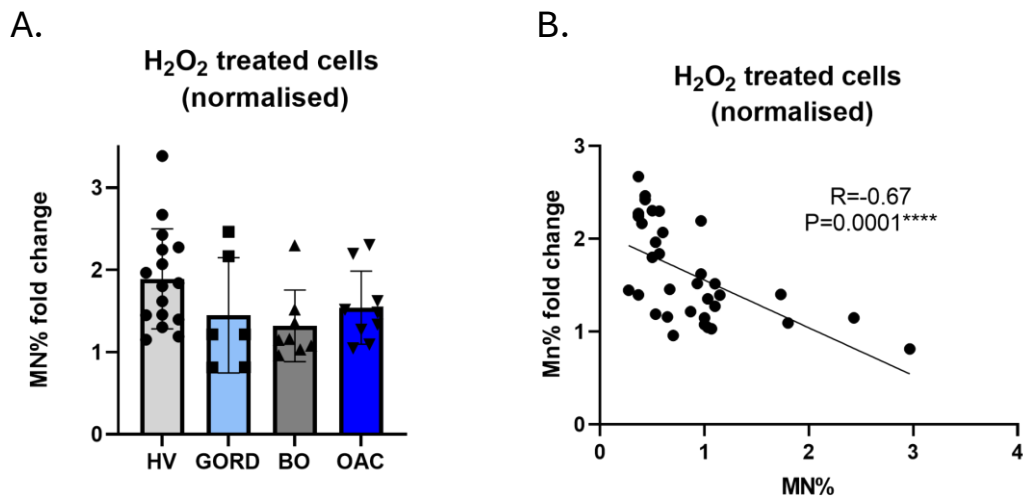 A.
H₂O₂ treated cells
(normalised)
MN% fold change
3
2
1
0
HV GORD BO OAC
B.
H₂O₂ treated cells
(normalised)
Mn% fold change
3
2
1
0
R=-0.67
P=0.0001****
0 1 2 3 4
MN%